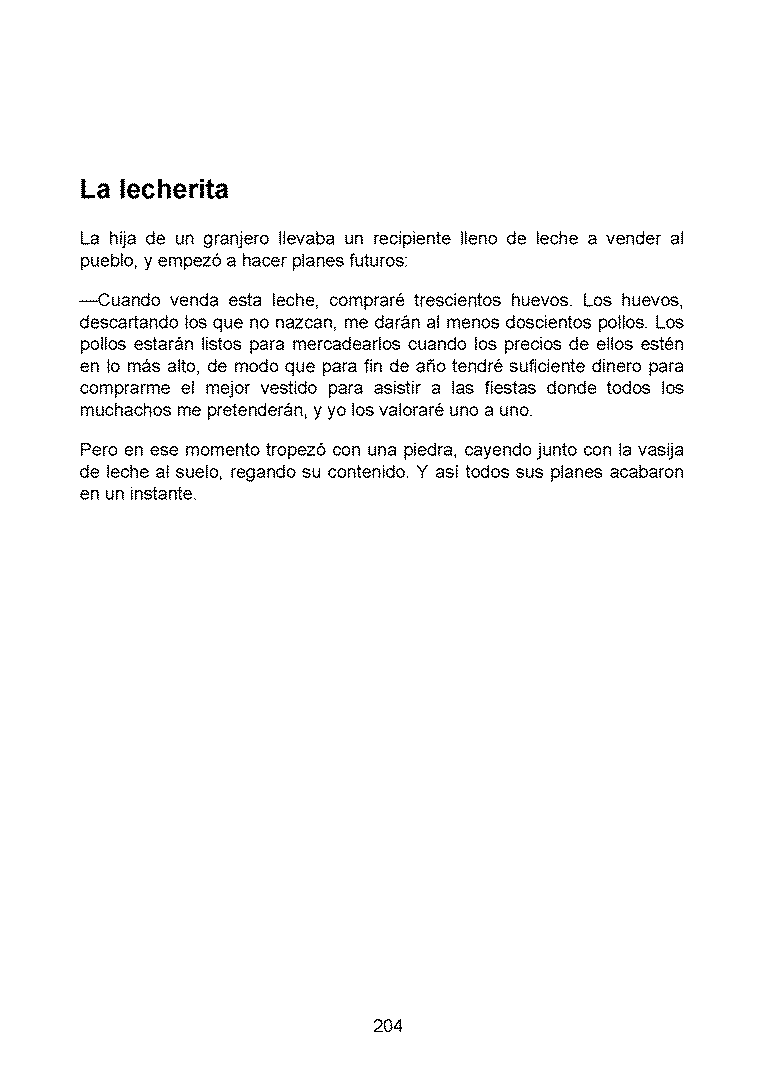 La lecherita
La hija de un granjero llevaba un recipiente lleno de leche a vender al
pueblo, y empezó a hacer planes futuros:
—Cuando venda esta leche, compraré trescientos huevos. Los huevos,
descartando los que no nazcan, me darán al menos doscientos pollos. Los
pollos estarán listos para mercadearlos cuando los precios de ellos estén
en lo más alto, de modo que para fin de año tendré suficiente dinero para
comprarme el mejor vestido para asistir a las fiestas donde todos los
muchachos me pretenderán, y yo los valoraré uno a uno.
Pero en ese momento tropezó con una piedra, cayendo junto con la vasija
de leche al suelo, regando su contenido. Y así todos sus planes acabaron
en un instante.
204